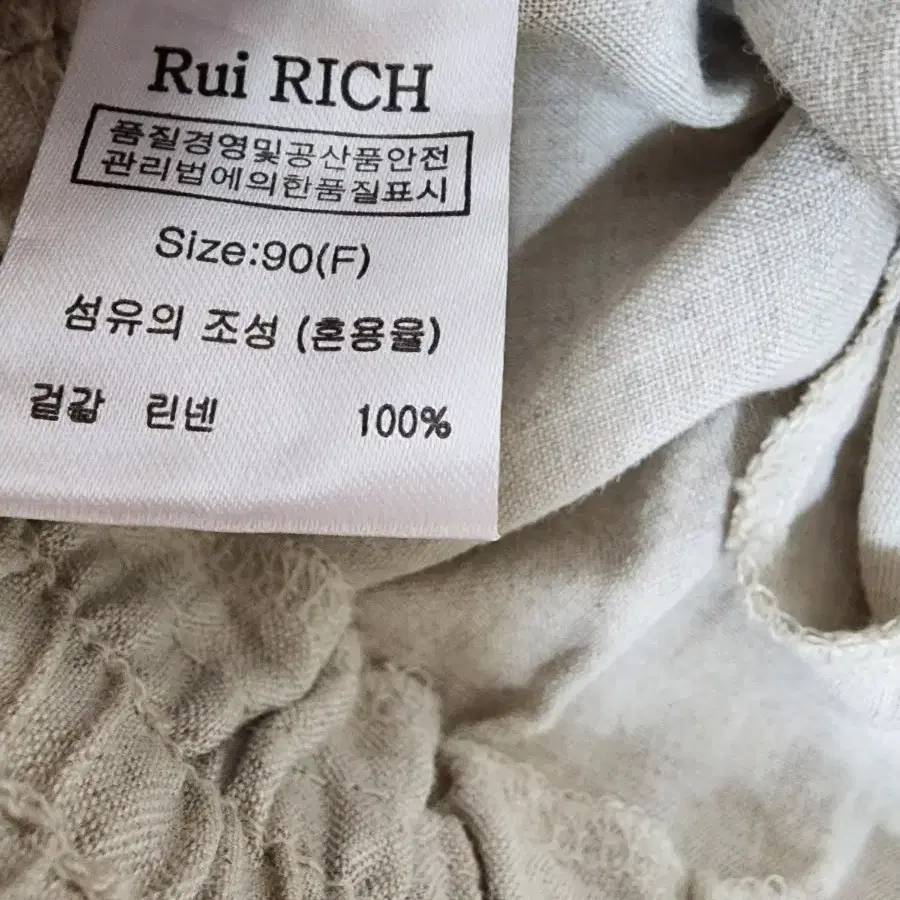 Rui RICH
품질경영및공산품안전
관리법에의한품질표시
Size:90(F)
섬유의 조성 (혼용율)
겉값 린넨 100%